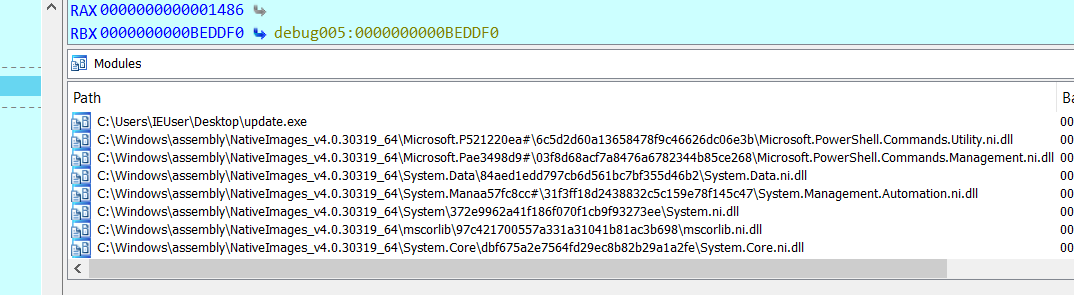 RAX 0000000000001486
RBX 0000000000BEDDF0 debug005:0000000000BEDDF0
Modules
Path Ba
C:\Users\IEUser\Desktop\update.exe 00
C:\Windows\assembly\NativeImages_v4.0.30319_64\Microsoft.P521220ea#\6c5d2d60a13658478f9c46626dc06e3b\Microsoft.PowerShell.Commands.Utility.ni.dll 00
C:\Windows\assembly\NativeImages_v4.0.30319_64\Microsoft.Pae3498d9#\03f8d68acf7a8476a6782344b85ce268\Microsoft.PowerShell.Commands.Management.ni.dll 00
C:\Windows\assembly\NativeImages_v4.0.30319_64\System.Data\84aed1edd797cb6d561bc7bf355d46b2\System.Data.ni.dll 00
C:\Windows\assembly\NativeImages_v4.0.30319_64\System.Manaa57fc8cc#\31f3ff18d2438832c5c159e78f145c47\System.Management.Automation.ni.dll 00
C:\Windows\assembly\NativeImages_v4.0.30319_64\System\372e9962a41f186f070f1cb9f93273ee\System.ni.dll 00
C:\Windows\assembly\NativeImages_v4.0.30319_64\mscorlib\97c421700557a331a31041b81ac3b698\mscorlib.ni.dll 00
C:\Windows\assembly\NativeImages_v4.0.30319_64\System.Core\dbf675a2e7564fd29ec8b82b29a1a2fe\System.Core.ni.dll 00